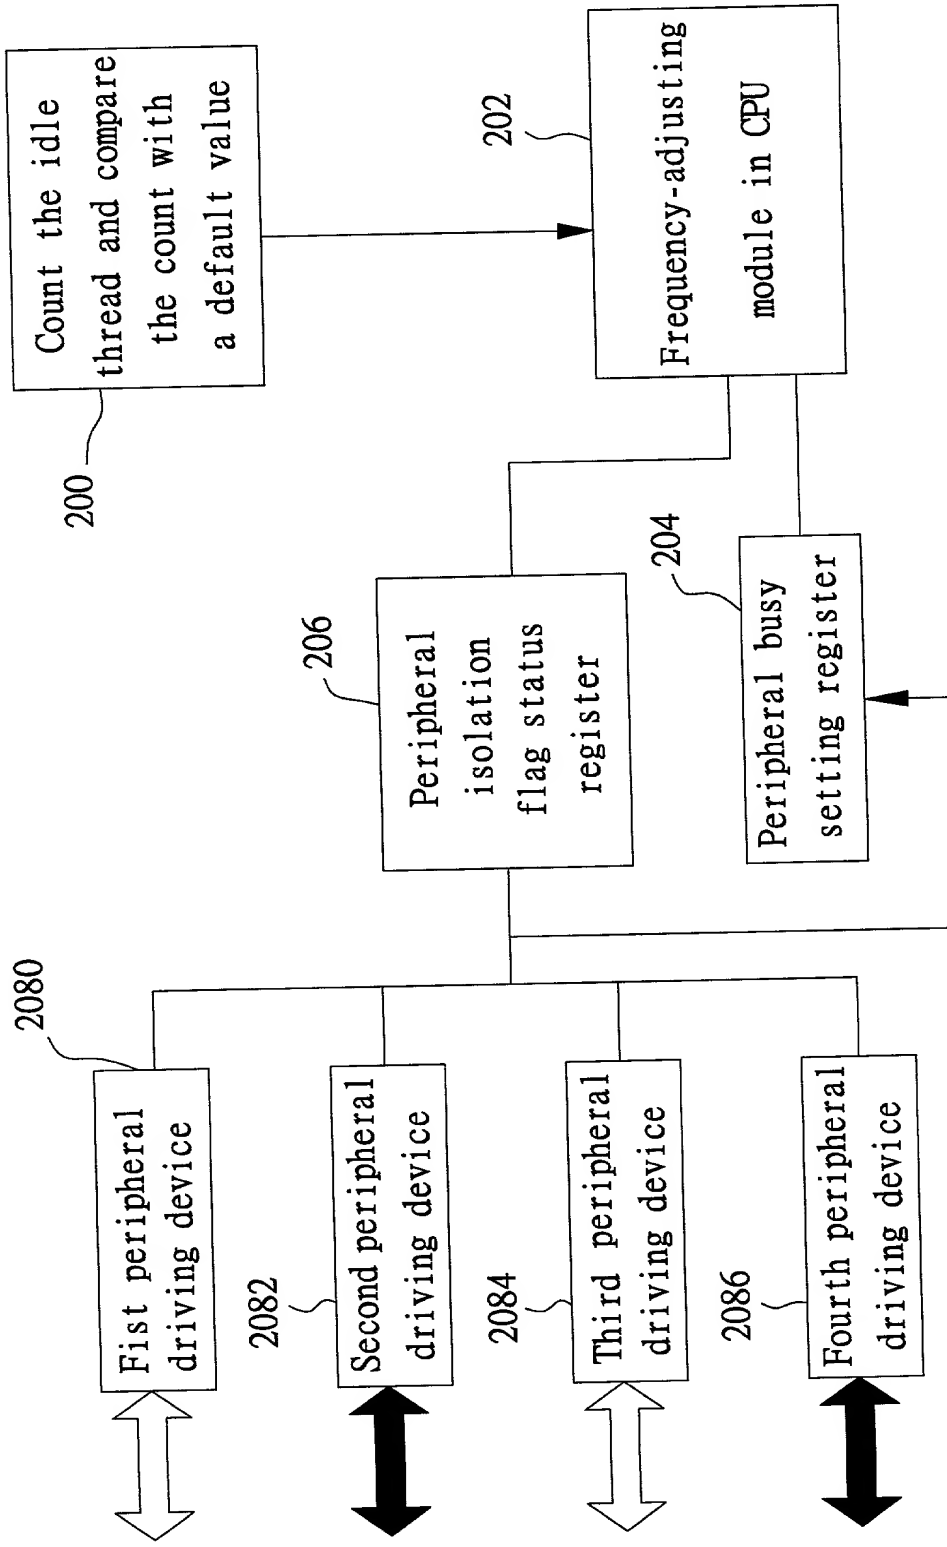 Count the idle
thread and compare
the count with
a default value
200
202
Frequency-adjusting
module in CPU
206
Peripheral
isolation
flag status
register
204
Peripheral busy
setting register
2080
Fist peripheral
driving device
2082
Second peripheral
driving device
2084
Third peripheral
driving device
2086
Fourth peripheral
driving device